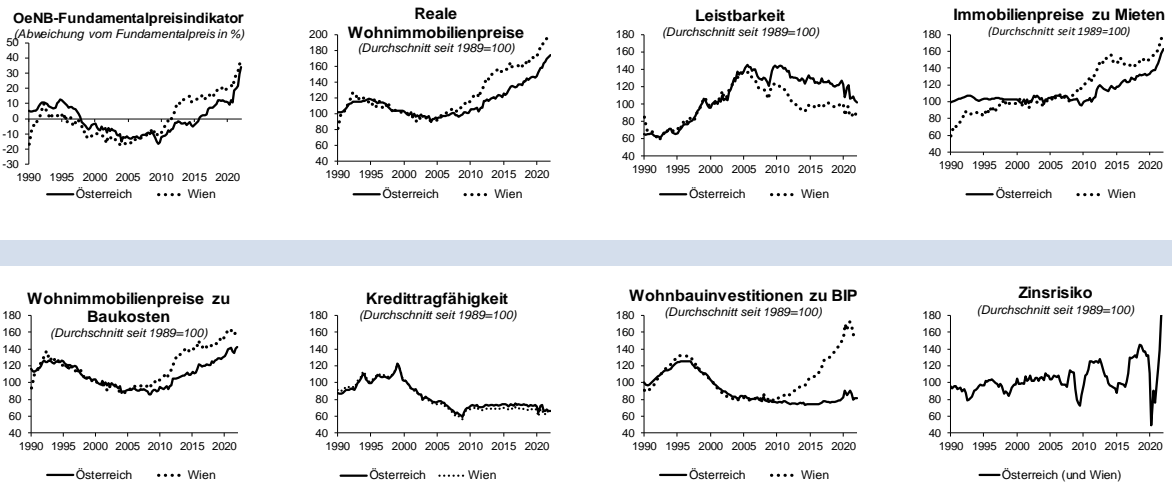 OeNB-Fundamentalpreisindikator
(Abweichung vom Fundamentalpreis in %)
50
40
30
20
10
0
-10
-20
-30
1990 1995 2000 2005 2010 2015 2020
Österreich Wien
Reale
Wohnimmobilienpreise
(Durchschnitt seit 1989=100)
200
180
160
140
120
100
80
60
40
1990 1995 2000 2005 2010 2015 2020
Österreich Wien
Leistbarkeit
(Durchschnitt seit 1989=100)
180
160
140
120
100
80
60
40
1990 1995 2000 2005 2010 2015 2020
Österreich Wien
Immobilienpreise zu Mieten
(Durchschnitt seit 1989=100)
180
160
140
120
100
80
60
40
1990 1995 2000 2005 2010 2015 2020
Österreich Wien
Wohnimmobilienpreise zu
Baukosten
(Durchschnitt seit 1989=100)
180
160
140
120
100
80
60
40
1990 1995 2000 2005 2010 2015 2020
Österreich Wien
Kredittragfähigkeit
(Durchschnitt seit 1989=100)
180
160
140
120
100
80
60
40
1990 1995 2000 2005 2010 2015 2020
Österreich Wien
Wohnbauinvestitionen zu BIP
(Durchschnitt seit 1989=100)
180
160
140
120
100
80
60
40
1990 1995 2000 2005 2010 2015 2020
Österreich Wien
Zinsrisiko
(Durchschnitt seit 1989=100)
180
160
140
120
100
80
60
40
1990 1995 2000 2005 2010 2015 2020
Österreich (und Wien)